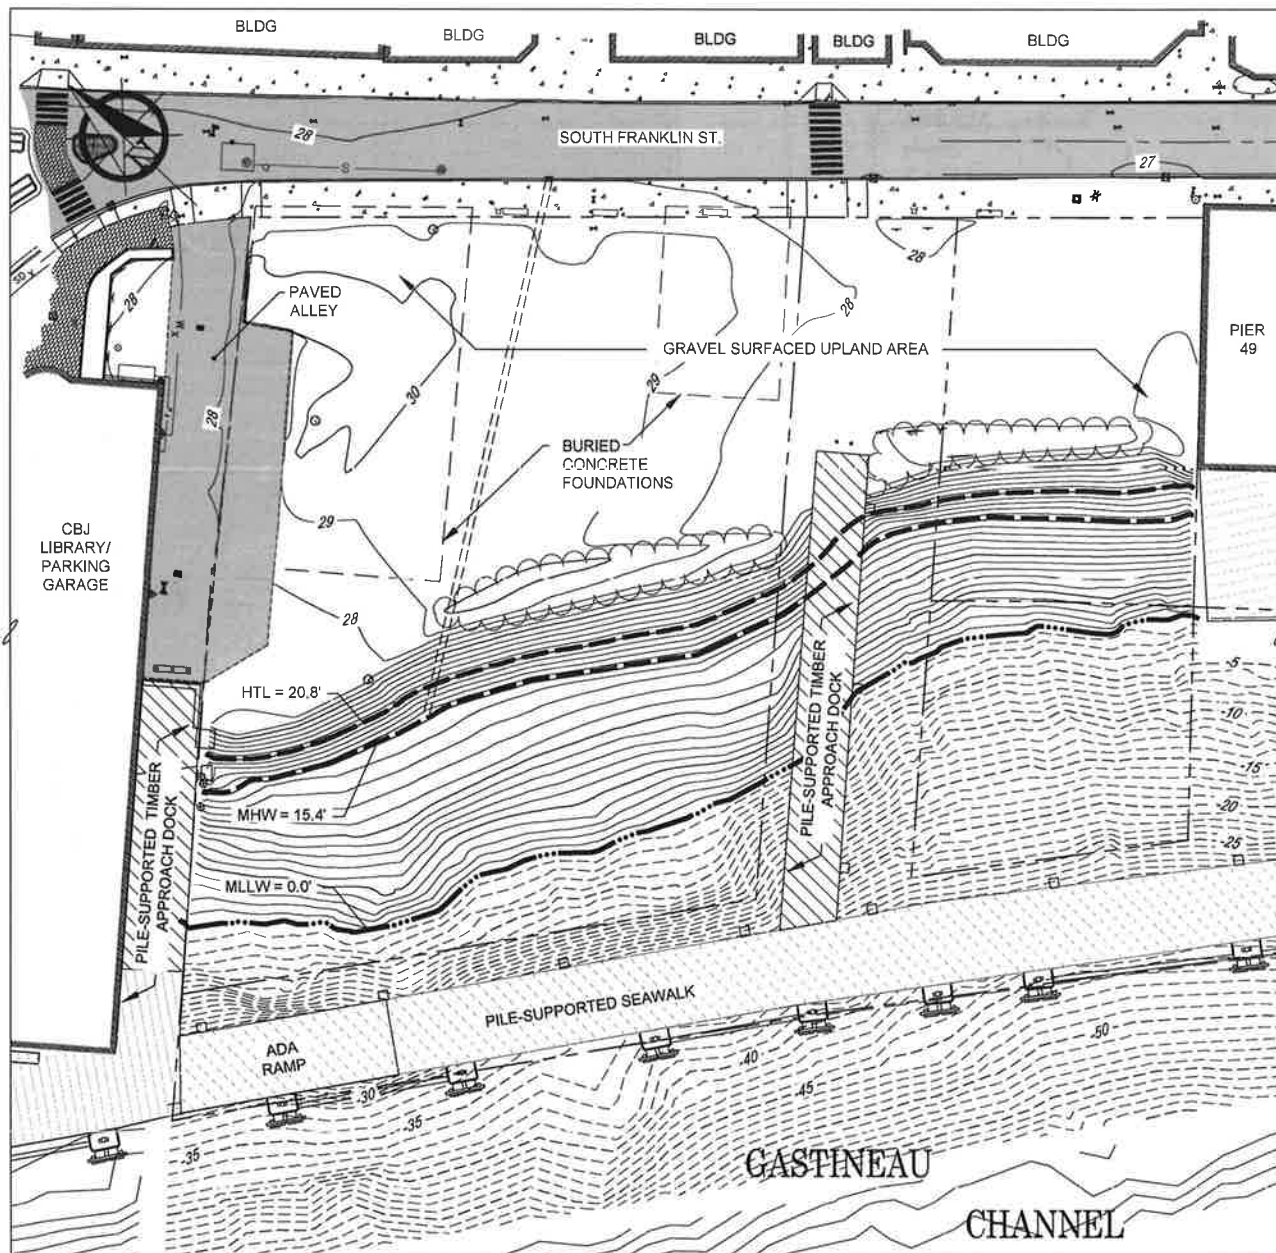 BLDG
BLDG
BLDG
BLDG
BLDG
28
SOUTH FRANKLIN ST.
27
SD
28
PAVED
ALLEY
28
28
PIER
49
GRAVEL SURFACED UPLAND AREA
30
29
28
BURIED
CONCRETE
FOUNDATIONS
29
CBJ
LIBRARY/
PARKING
GARAGE
28
HTL = 20.8'
MHW = 15.4'
MLLW = 0.0'
PILE-SUPPORTED TIMBER
APPROACH DOCK
PILE-SUPPORTED TIMBER
APPROACH DOCK
-5
-10
-15
-20
-25
PILE-SUPPORTED SEAWALK
ADA
RAMP
-30
-35
-35
-40
-45
-50
GASTINEAU
CHANNEL